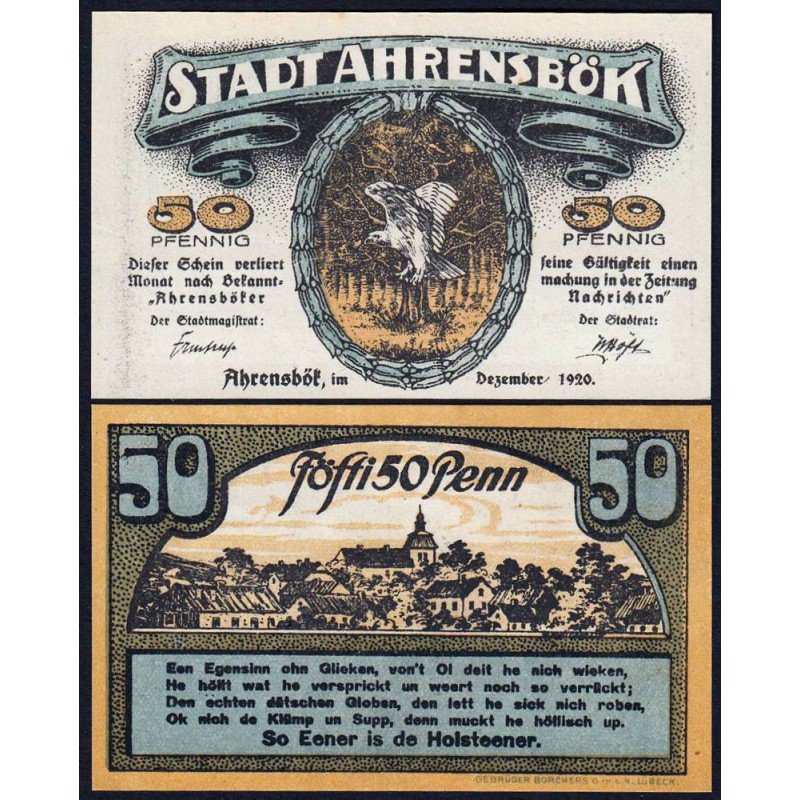 STADT AHRENSBÖK
50 PFENNIG
50 PFENNIG
Dieser Schein verliert seine Gültigkeit einen
Monat nach Bekannt- machung in der Zeitung
"Ahrensböker Nachrichten"
Der Stadtmagistrat: Der Stadtrat:
Ahrensbök, im Dezember 1920.
50 Föfti 50 Penn 50
Een Egensinn ohn Glieken, von't Ol deit he nich wieken,
He höllt wat he verspricht un weert noch so verrückt;
Den echten dütschen Globen, den lett he sick nich roben,
Ok nich de Klümp un Supp, denn muckt he höllisch up.
So Eener is de Holsteener.
GEBRÜDER BORCHERS G.m.b.H. LÜBECK.